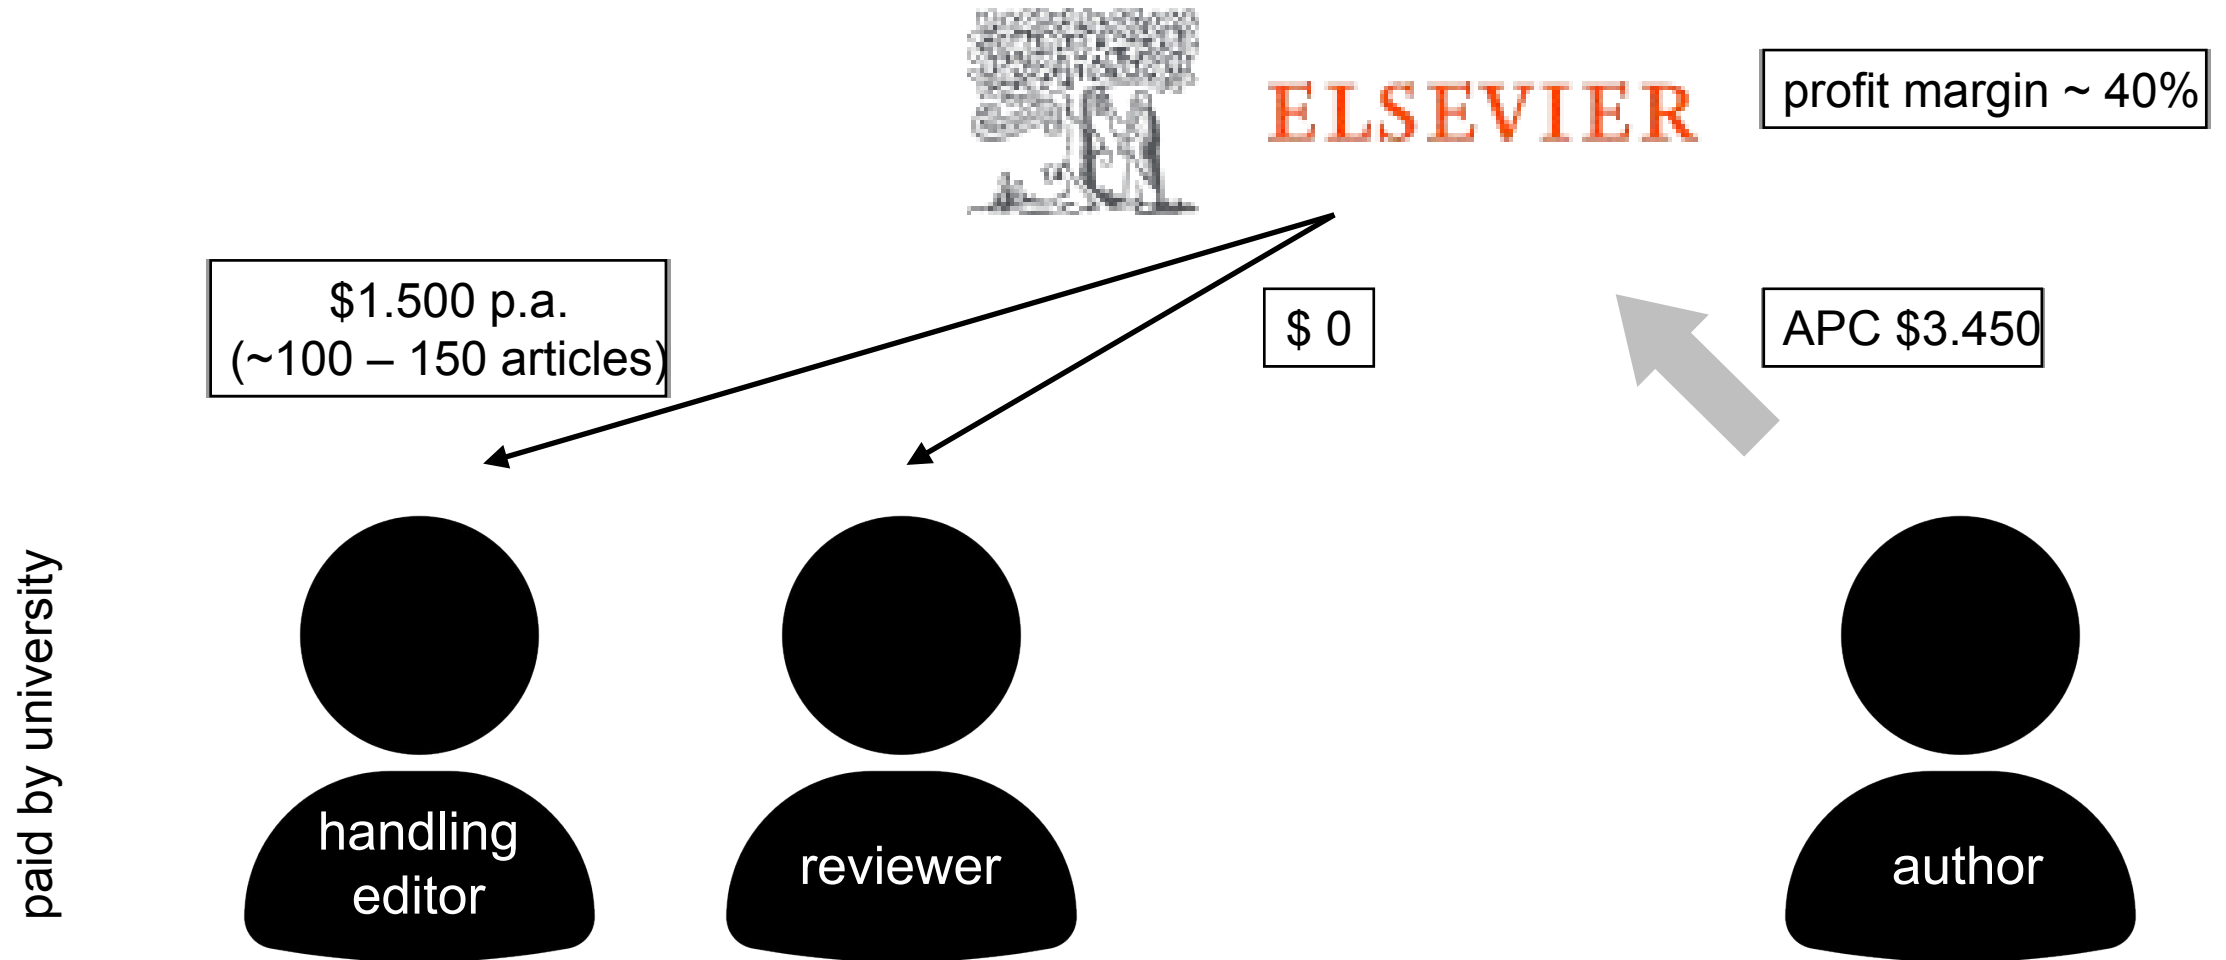 ELSEVIER
profit margin ~ 40%
$1.500 p.a.
(~100 – 150 articles)
$ 0
APC $3.450
paid by university
handling
editor
reviewer
author